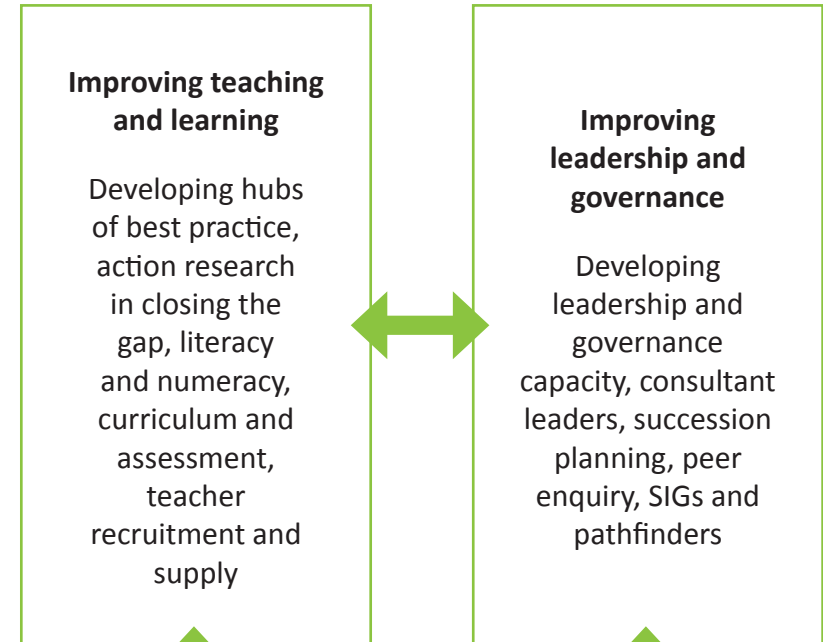 Improving teaching
and learning
Developing hubs
of best practice,
action research
in closing the
gap, literacy
and numeracy,
curriculum and
assessment,
teacher
recruitment and
supply
Improving
leadership and
governance
Developing
leadership and
governance
capacity, consultant
leaders, succession
planning, peer
enquiry, SIGs and
pathfinders